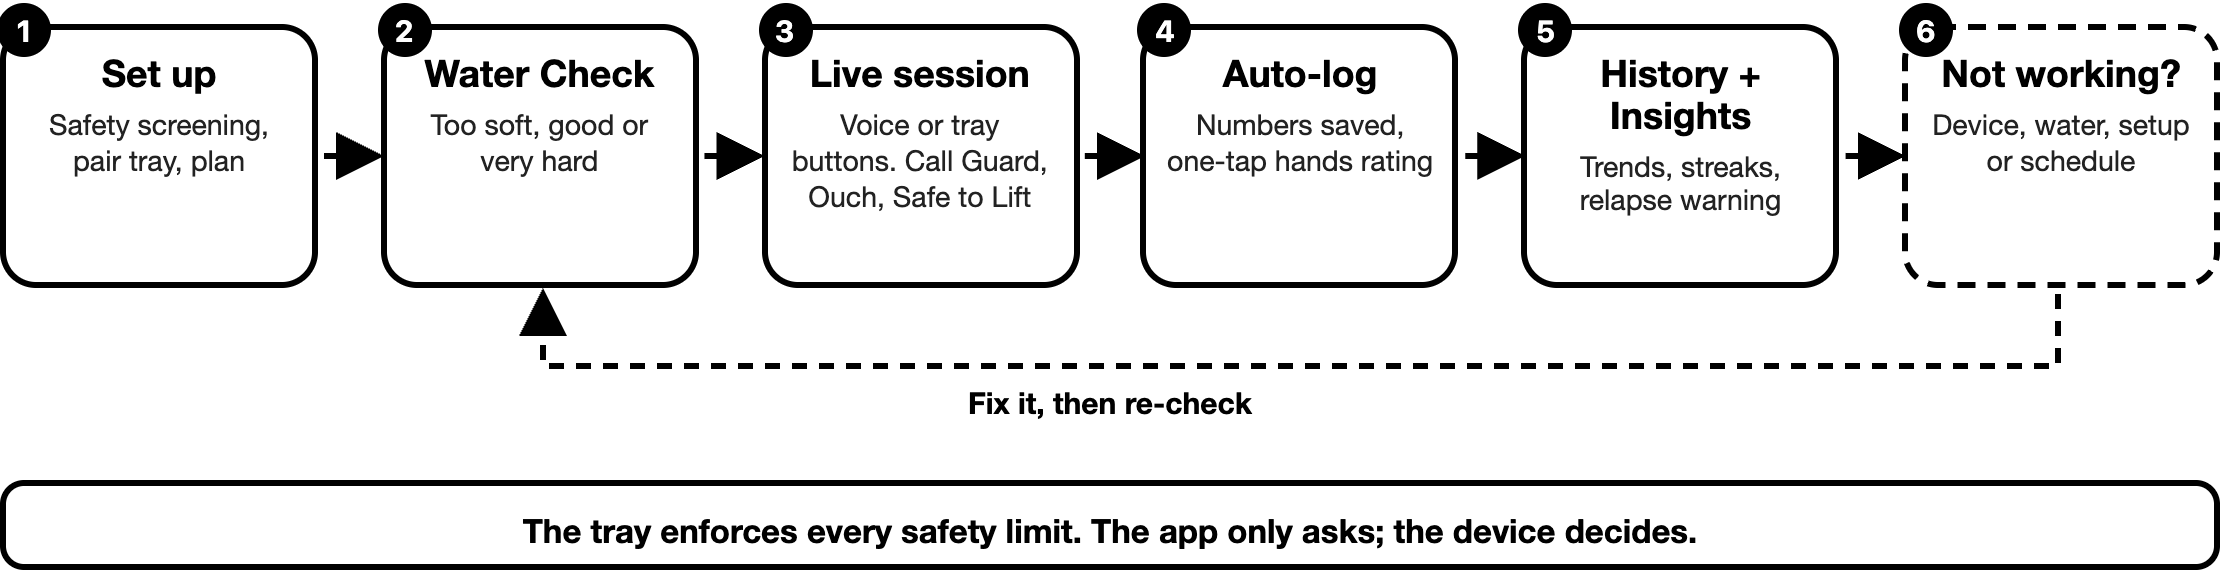 1
Set up
Safety screening,
pair tray, plan
2
Water Check
Too soft, good or
very hard
3
Live session
Voice or tray
buttons. Call Guard,
Ouch, Safe to Lift
4
Auto-log
Numbers saved,
one-tap hands rating
5
History +
Insights
Trends, streaks,
relapse warning
6
Not working?
Device, water, setup
or schedule
Fix it, then re-check
The tray enforces every safety limit. The app only asks; the device decides.